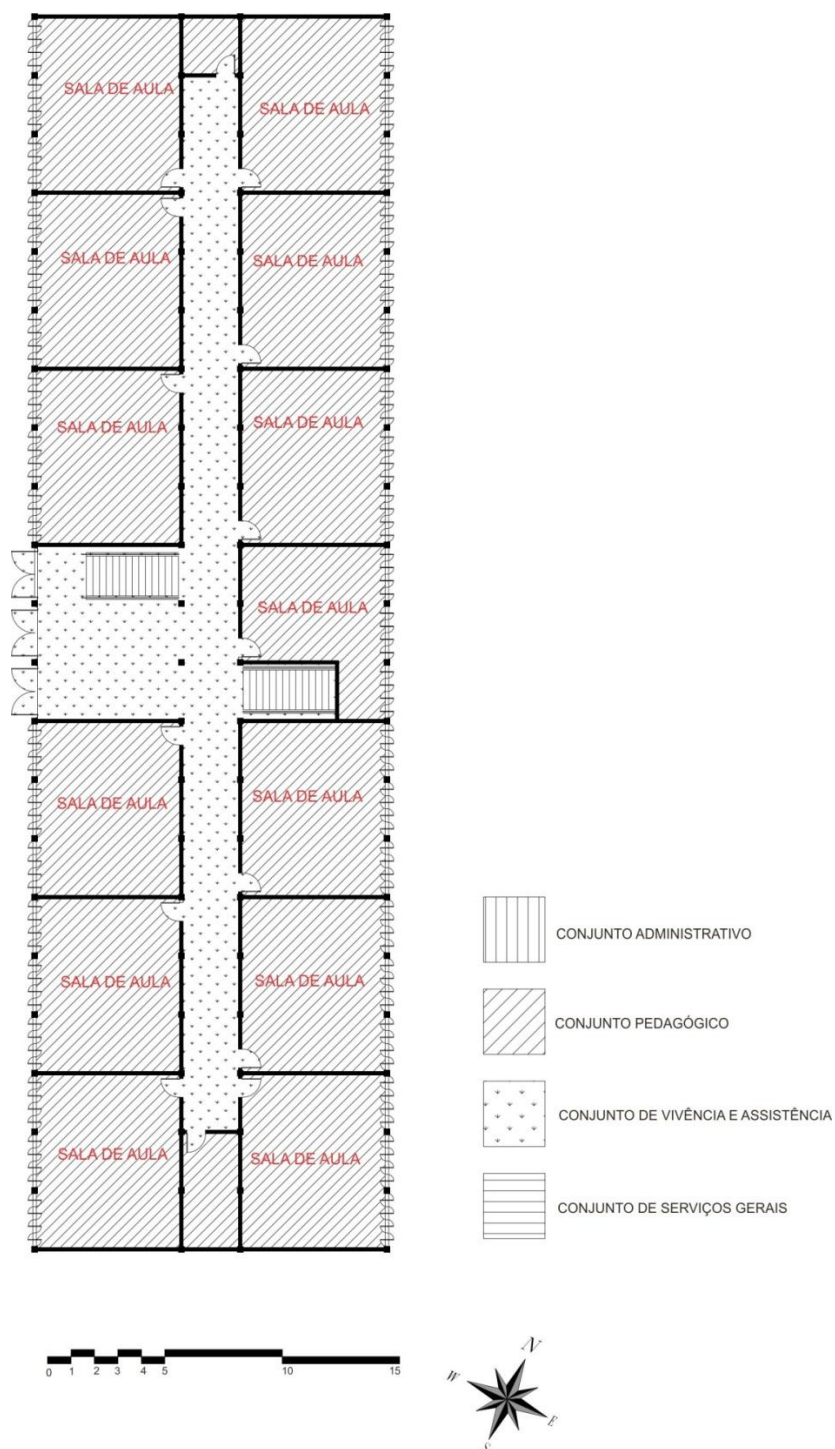 SALA DE AULA
SALA DE AULA
SALA DE AULA
SALA DE AULA
SALA DE AULA
SALA DE AULA
SALA DE AULA
SALA DE AULA
SALA DE AULA
SALA DE AULA
SALA DE AULA
SALA DE AULA
SALA DE AULA
CONJUNTO ADMINISTRATIVO
CONJUNTO PEDAGÓGICO
CONJUNTO DE VIVÊNCIA E ASSISTÊNCIA
CONJUNTO DE SERVIÇOS GERAIS
0 1 2 3 4 5 10 15
N
W
E
S